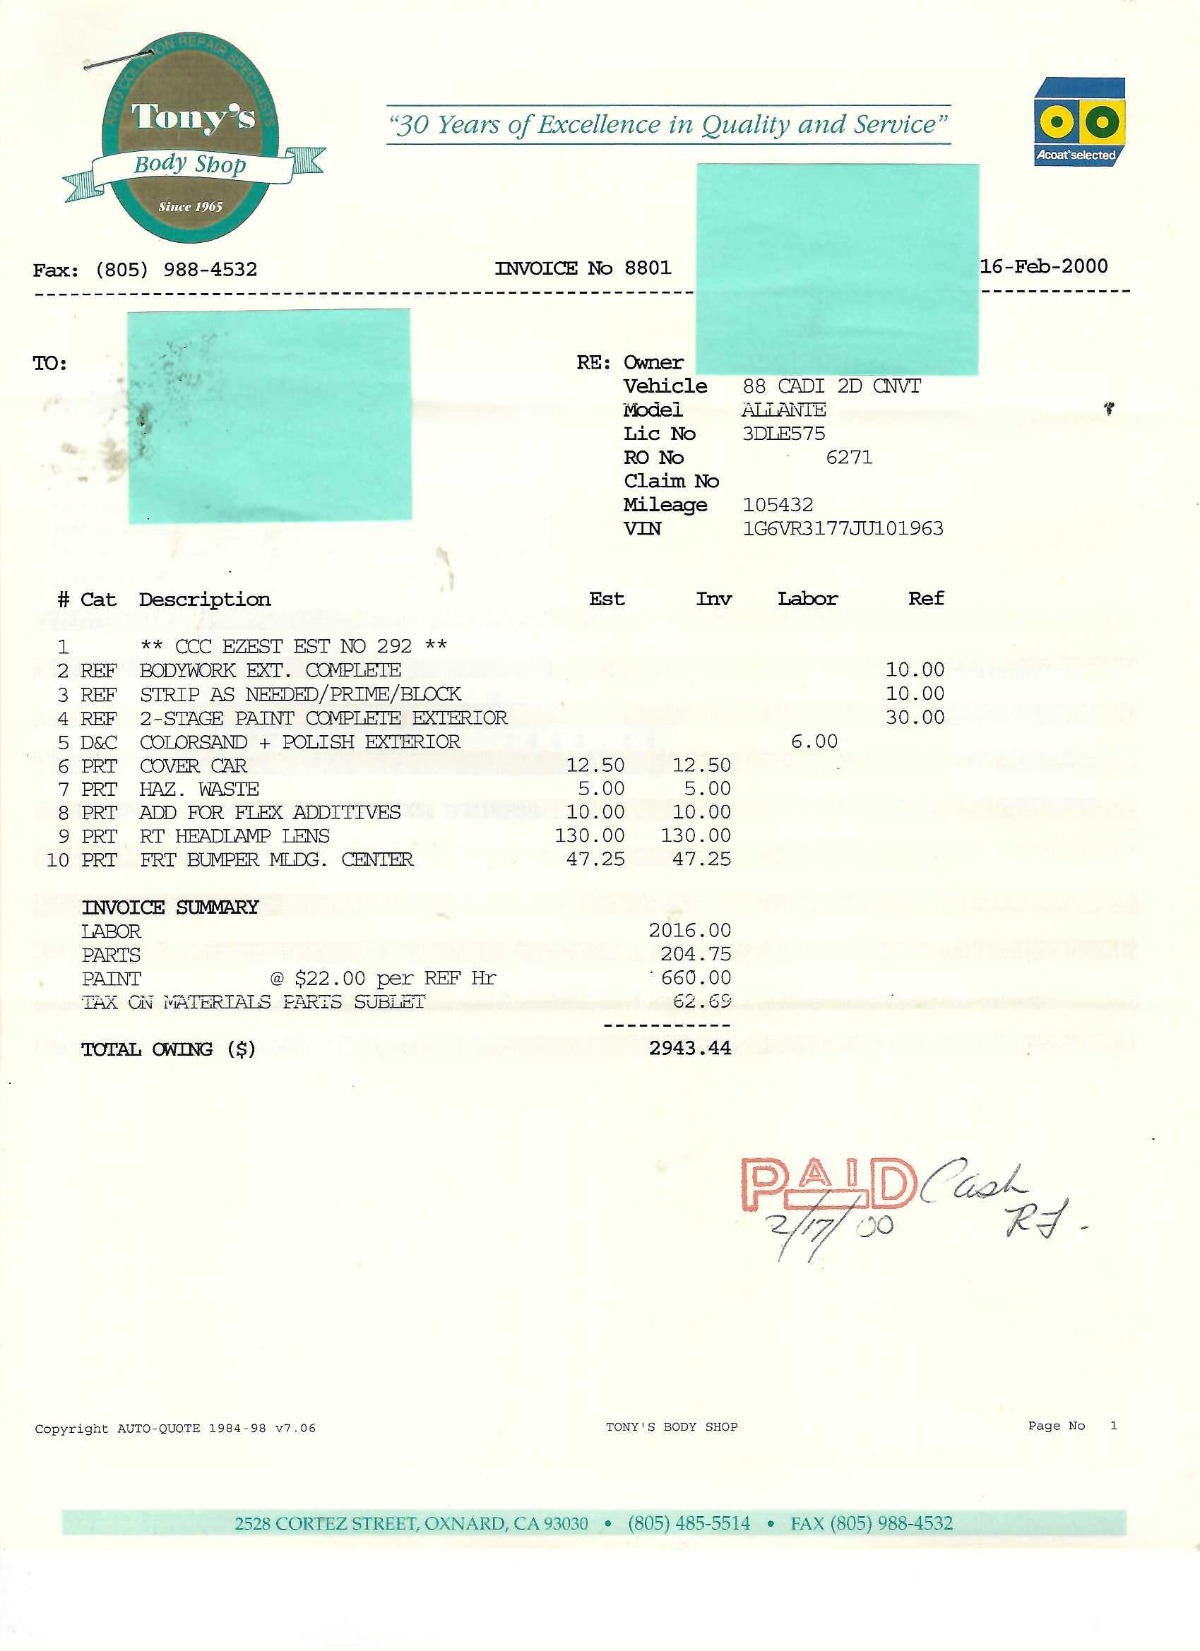 AUTO COLLISION REPAIR SPECIALISTS
Tony's
Body Shop
Since 1965
"30 Years of Excellence in Quality and Service"
Acoat selected
Fax: (805) 988-4532 INVOICE No 8801 16-Feb-2000
TO: RE: Owner
Vehicle 88 CADI 2D CNVT
Model ALLANTE
Lic No 3DLE575
RO No 6271
Claim No
Mileage 105432
VIN 1G6VR3177JU101963
# Cat Description Est Inv Labor Ref
1 ** CCC EZEST EST NO 292 **
2 REF BODYWORK EXT. COMPLETE 10.00
3 REF STRIP AS NEEDED/PRIME/BLOCK 10.00
4 REF 2-STAGE PAINT COMPLETE EXTERIOR 30.00
5 D&C COLORSAND + POLISH EXTERIOR 6.00
6 PRT COVER CAR 12.50 12.50
7 PRT HAZ. WASTE 5.00 5.00
8 PRT ADD FOR FLEX ADDITIVES 10.00 10.00
9 PRT RT HEADLAMP LENS 130.00 130.00
10 PRT FRT BUMPER MLDG. CENTER 47.25 47.25
INVOICE SUMMARY
LABOR 2016.00
PARTS 204.75
PAINT @ $22.00 per REF Hr 660.00
TAX ON MATERIALS PARTS SUBLET 62.69
TOTAL OWING ($) 2943.44
PAID Cash
2/17/00 RJ -
Copyright AUTO-QUOTE 1984-98 v7.06 TONY'S BODY SHOP Page No 1
2528 CORTEZ STREET, OXNARD, CA 93030 • (805) 485-5514 • FAX (805) 988-4532